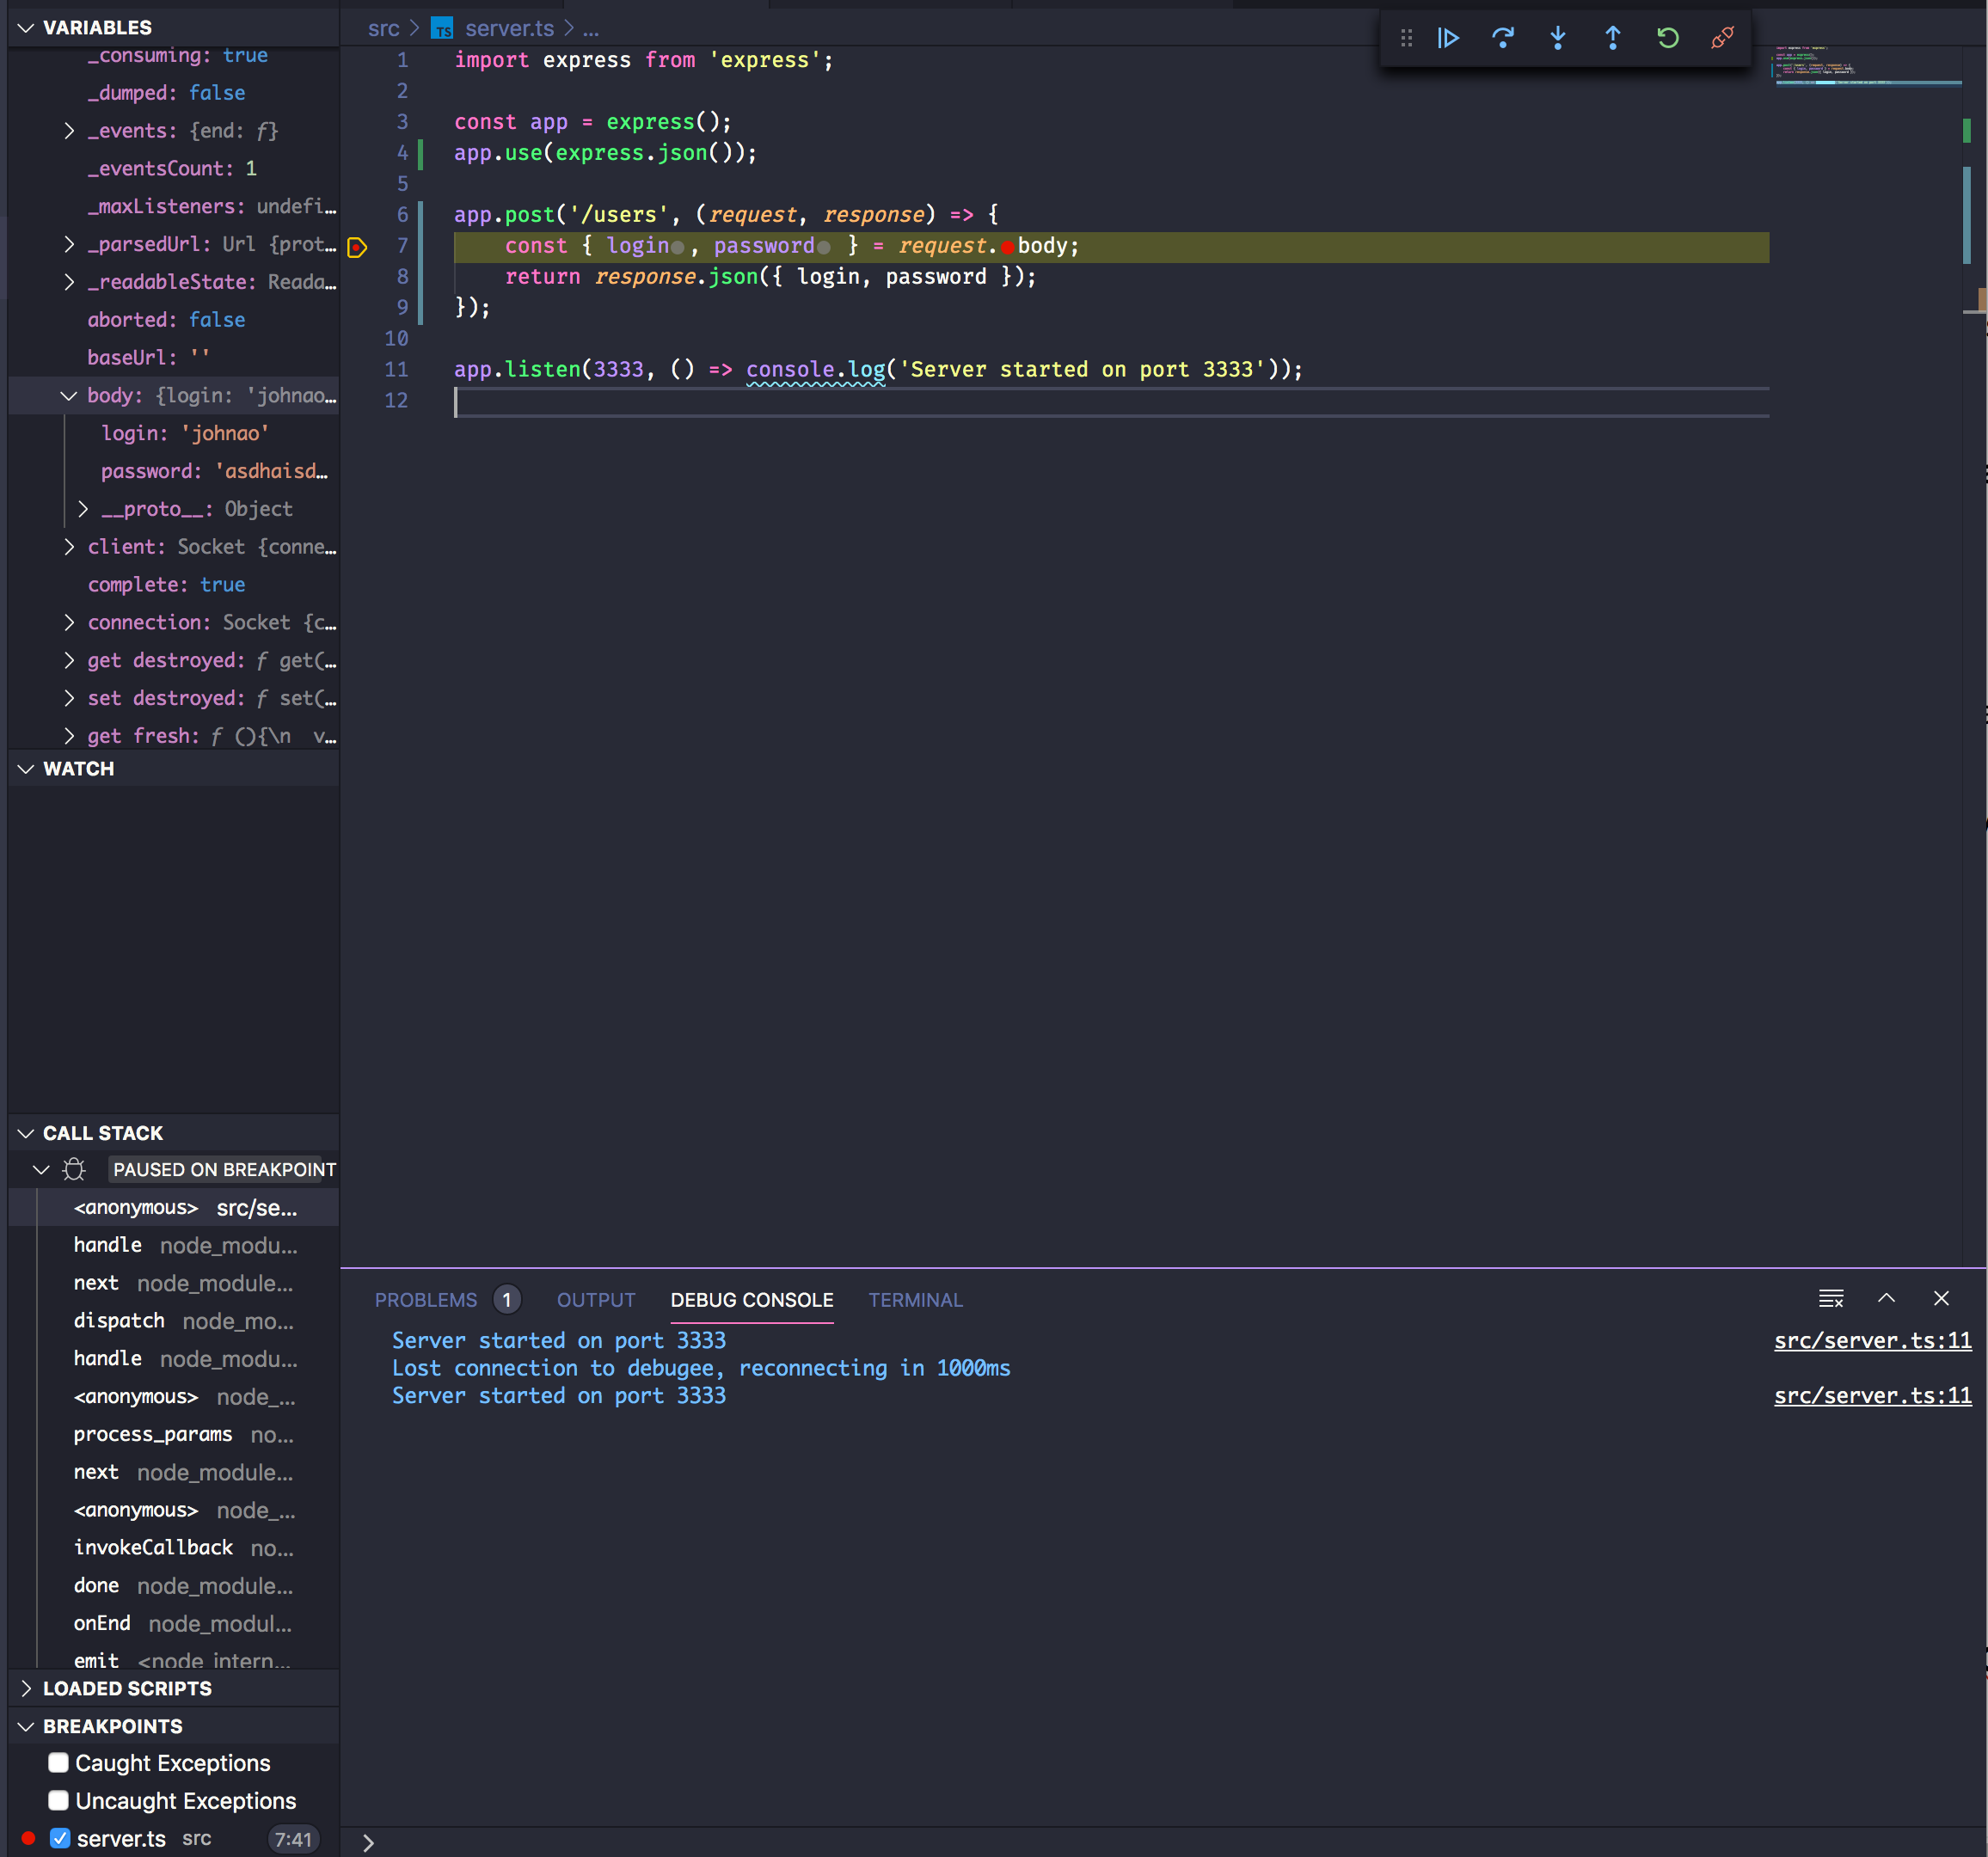 VARIABLES
_consuming: true
_dumped: false
_events: {end: ƒ}
_eventsCount: 1
_maxListeners: undefi…
_parsedUrl: Url {prot…
_readableState: Reada…
aborted: false
baseUrl: ''
body: {login: 'johnao…
login: 'johnao'
password: 'asdhaisd…
__proto__: Object
client: Socket {conne…
complete: true
connection: Socket {c…
get destroyed: ƒ get(…
set destroyed: ƒ set(…
get fresh: ƒ (){\n  v…
WATCH
CALL STACK
PAUSED ON BREAKPOINT
<anonymous> src/se...
handle node_modu...
next node_module...
dispatch node_mo...
handle node_modu...
<anonymous> node_...
process_params no...
next node_module...
<anonymous> node_...
invokeCallback no...
done node_module...
onEnd node_modul...
emit <node_intern...
LOADED SCRIPTS
BREAKPOINTS
Caught Exceptions
Uncaught Exceptions
server.ts src 7:41
src > TS server.ts > ...
1 import express from 'express';
2
3 const app = express();
4 app.use(express.json());
5
6 app.post('/users', (request, response) => {
7 const { login , password } = request. body;
8 return response.json({ login, password });
9 });
10
11 app.listen(3333, () => console.log('Server started on port 3333'));
12
PROBLEMS 1 OUTPUT DEBUG CONSOLE TERMINAL
Server started on port 3333 src/server.ts:11
Lost connection to debugee, reconnecting in 1000ms
Server started on port 3333 src/server.ts:11